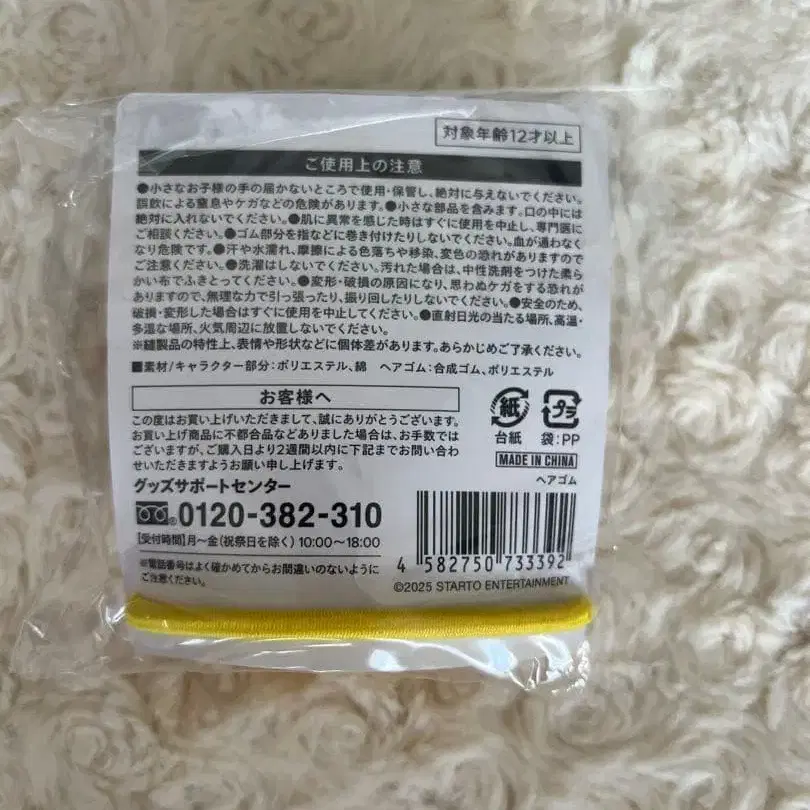 対象年齢12才以上
ご使用上の注意
●小さなお子様の手の届かないところで使用・保管し、絶対に与えないでください。
誤飲による窒息やケガなどの危険があります。●小さな部品を含みます。口の中には
絶対に入れないでください。●肌に異常を感じた時はすぐに使用を中止し、専門医に
ご相談ください。●ゴム部分を指などに巻き付けたりしないでください。血が通わなく
なり危険です。●汗や水濡れ、摩擦による色落ちや移染、変色の恐れがありますので
ご注意ください。●洗濯はしないでください。汚れた場合は、中性洗剤をつけた柔ら
かい布でふきとってください。●変形・破損の原因になり、思わぬケガをする恐れが
ありますので、無理な力で引っ張ったり、振り回したりしないでください。●安全のため、
破損・変形した場合はすぐに使用を中止してください。●直射日光の当たる場所、高温・
多湿な場所、火気周辺に放置しないでください。
※縫製品の特性上、表情や形状などに個体差があります。あらかじめご了承ください。
■素材/キャラクター部分：ポリエステル、綿 ヘアゴム：合成ゴム、ポリエステル
お客様へ
この度はお買い上げいただきまして、誠にありがとうございます。
お買い上げ商品に不都合品などありました場合は、お手数では
ございますが、ご購入日より2週間以内に下記までお問い合わ
せいただきますようお願い申し上げます。
グッズサポートセンター
0120-382-310
【受付時間】月〜金(祝祭日を除く) 10:00〜18:00
※電話番号はよく確かめてからお間違いのないように
ご注意ください。
紙
プラ
台紙 袋：PP
MADE IN CHINA
ヘアゴム
4 582750 733392
©2025 STARTO ENTERTAINMENT